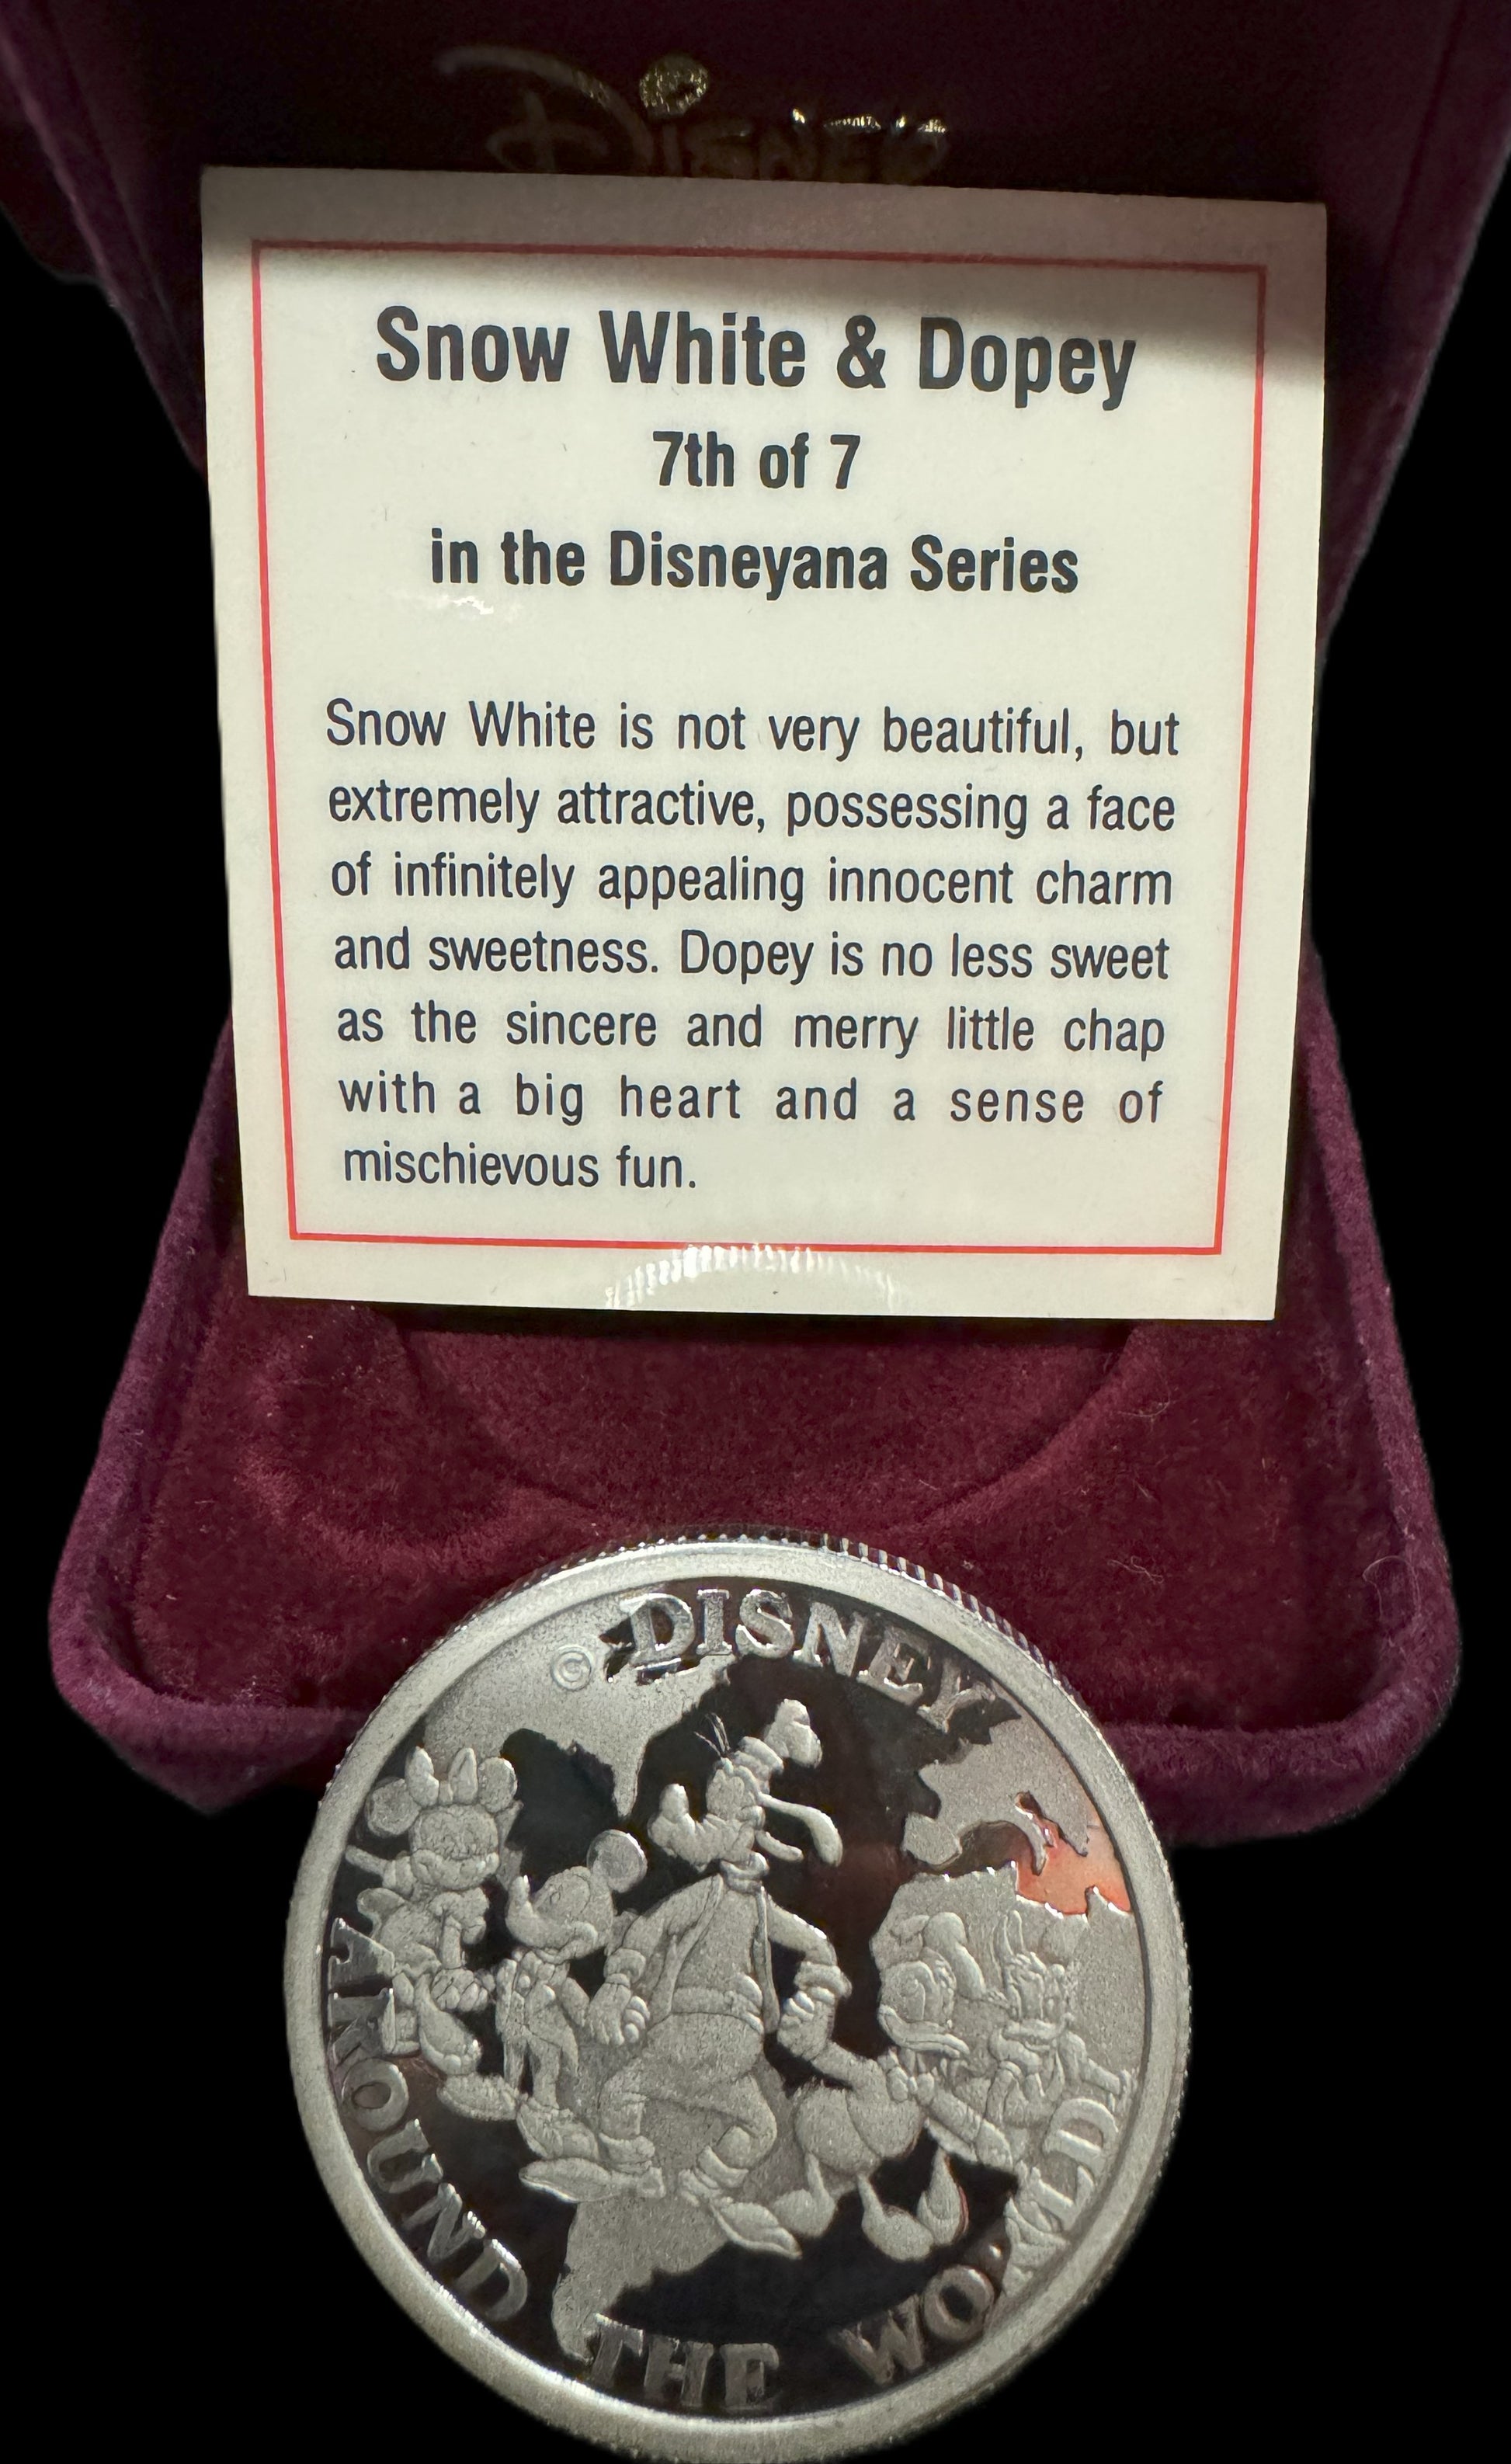 Disney
Snow White & Dopey
7th of 7
in the Disneyana Series
Snow White is not very beautiful, but
extremely attractive, possessing a face
of infinitely appealing innocent charm
and sweetness. Dopey is no less sweet
as the sincere and merry little chap
with a big heart and a sense of
mischievous fun.
© DISNEY
AROUND THE WORLD!